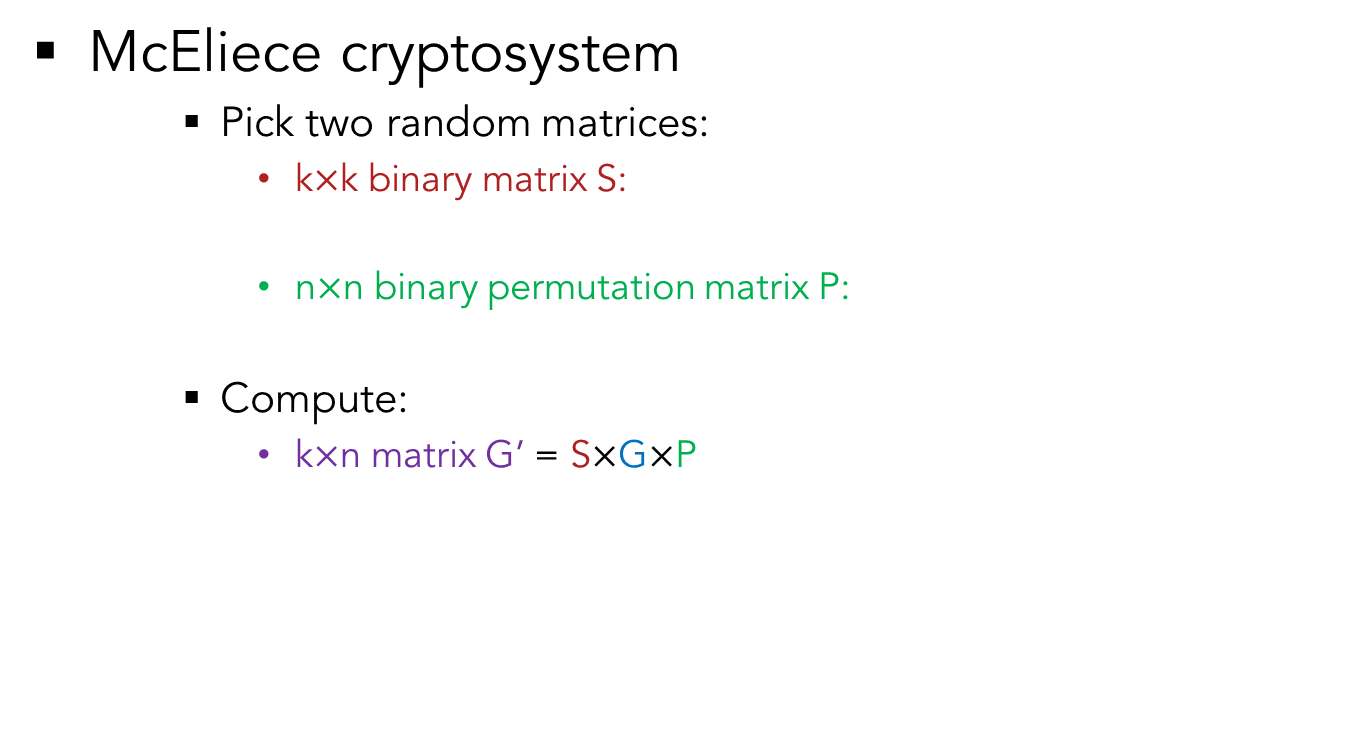 ▪ McEliece cryptosystem
▪ Pick two random matrices:
• k×k binary matrix S:
• n×n binary permutation matrix P:
▪ Compute:
• k×n matrix G’ = S×G×P